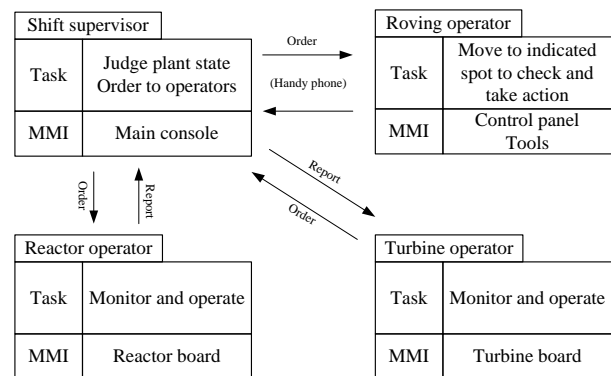 Shift supervisor
Task
Judge plant state
Order to operators
MMI
Main console
Order
(Handy phone)
Roving operator
Task
Move to indicated
spot to check and
take action
MMI
Control panel
Tools
Order
Report
Report
Order
Reactor operator
Task
Monitor and operate
MMI
Reactor board
Turbine operator
Task
Monitor and operate
MMI
Turbine board